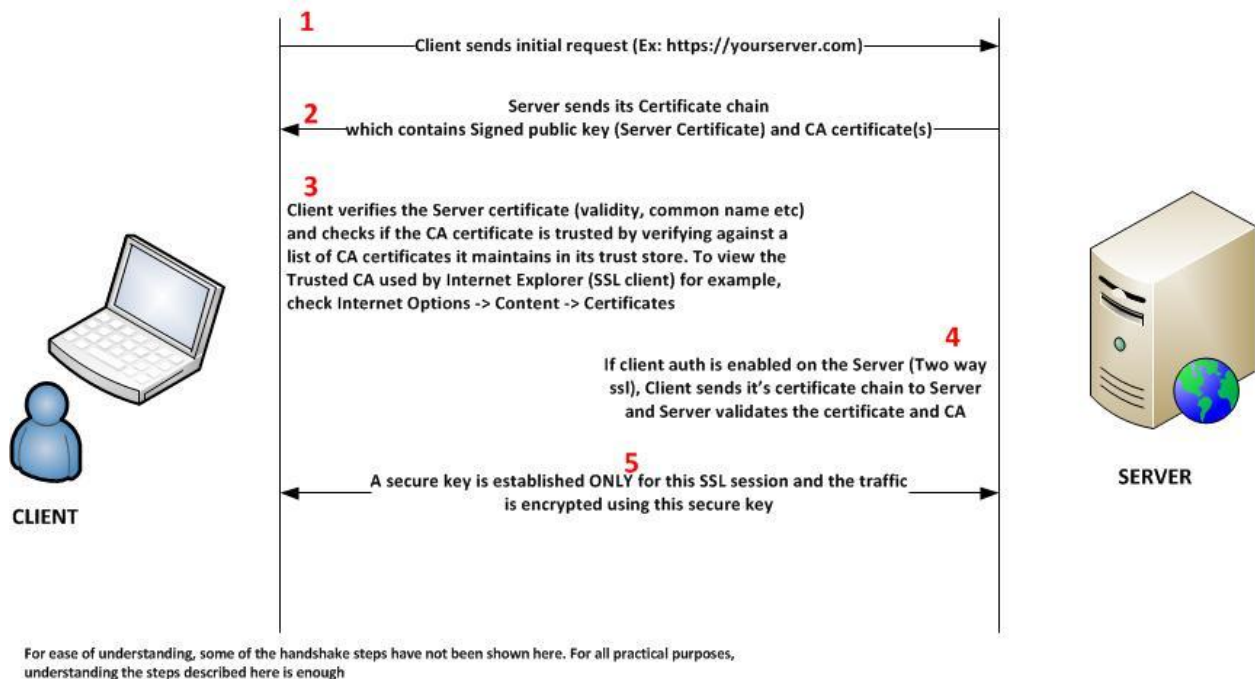 1
Client sends initial request (Ex: https://yourserver.com)
2
Server sends its Certificate chain
which contains Signed public key (Server Certificate) and CA certificate(s)
3
Client verifies the Server certificate (validity, common name etc)
and checks if the CA certificate is trusted by verifying against a
list of CA certificates it maintains in its trust store. To view the
Trusted CA used by Internet Explorer (SSL client) for example,
check Internet Options -> Content -> Certificates
4
If client auth is enabled on the Server (Two way
ssl), Client sends it's certificate chain to Server
and Server validates the certificate and CA
5
A secure key is established ONLY for this SSL session and the traffic
is encrypted using this secure key
CLIENT
SERVER
For ease of understanding, some of the handshake steps have not been shown here. For all practical purposes,
understanding the steps described here is enough